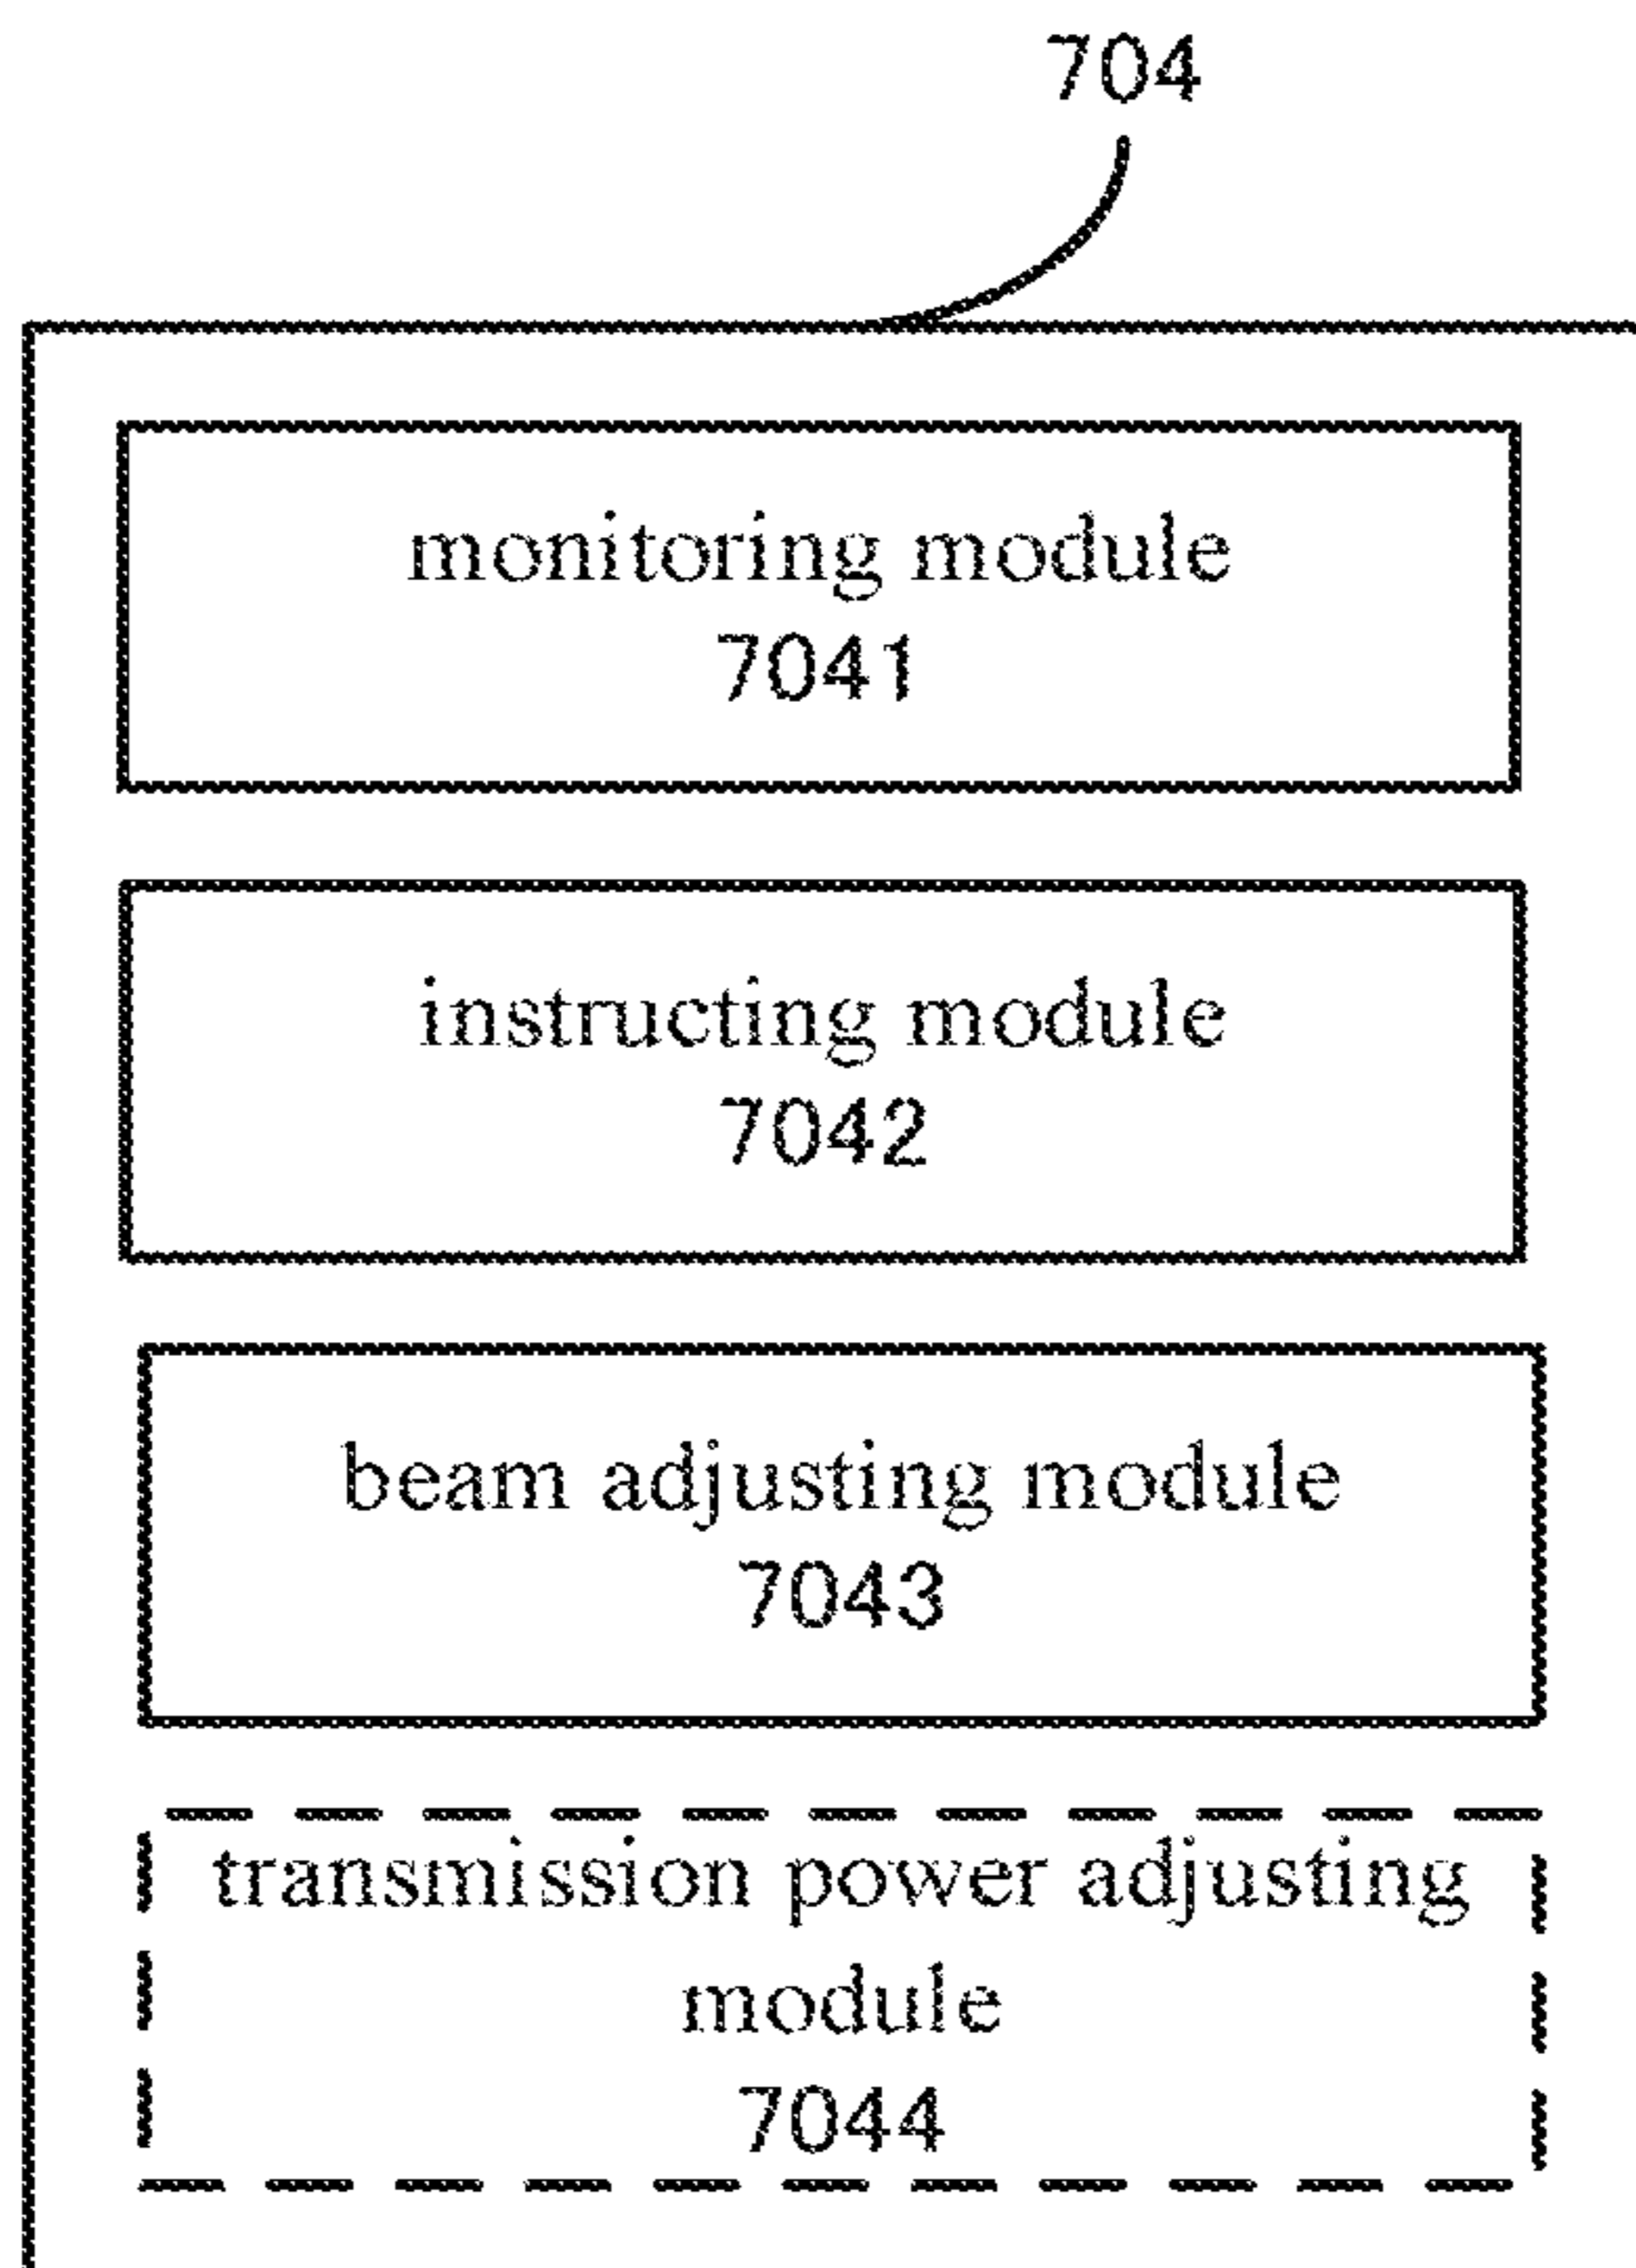 704
monitoring module
7041
instructing module
7042
beam adjusting module
7043
transmission power adjusting
module
7044